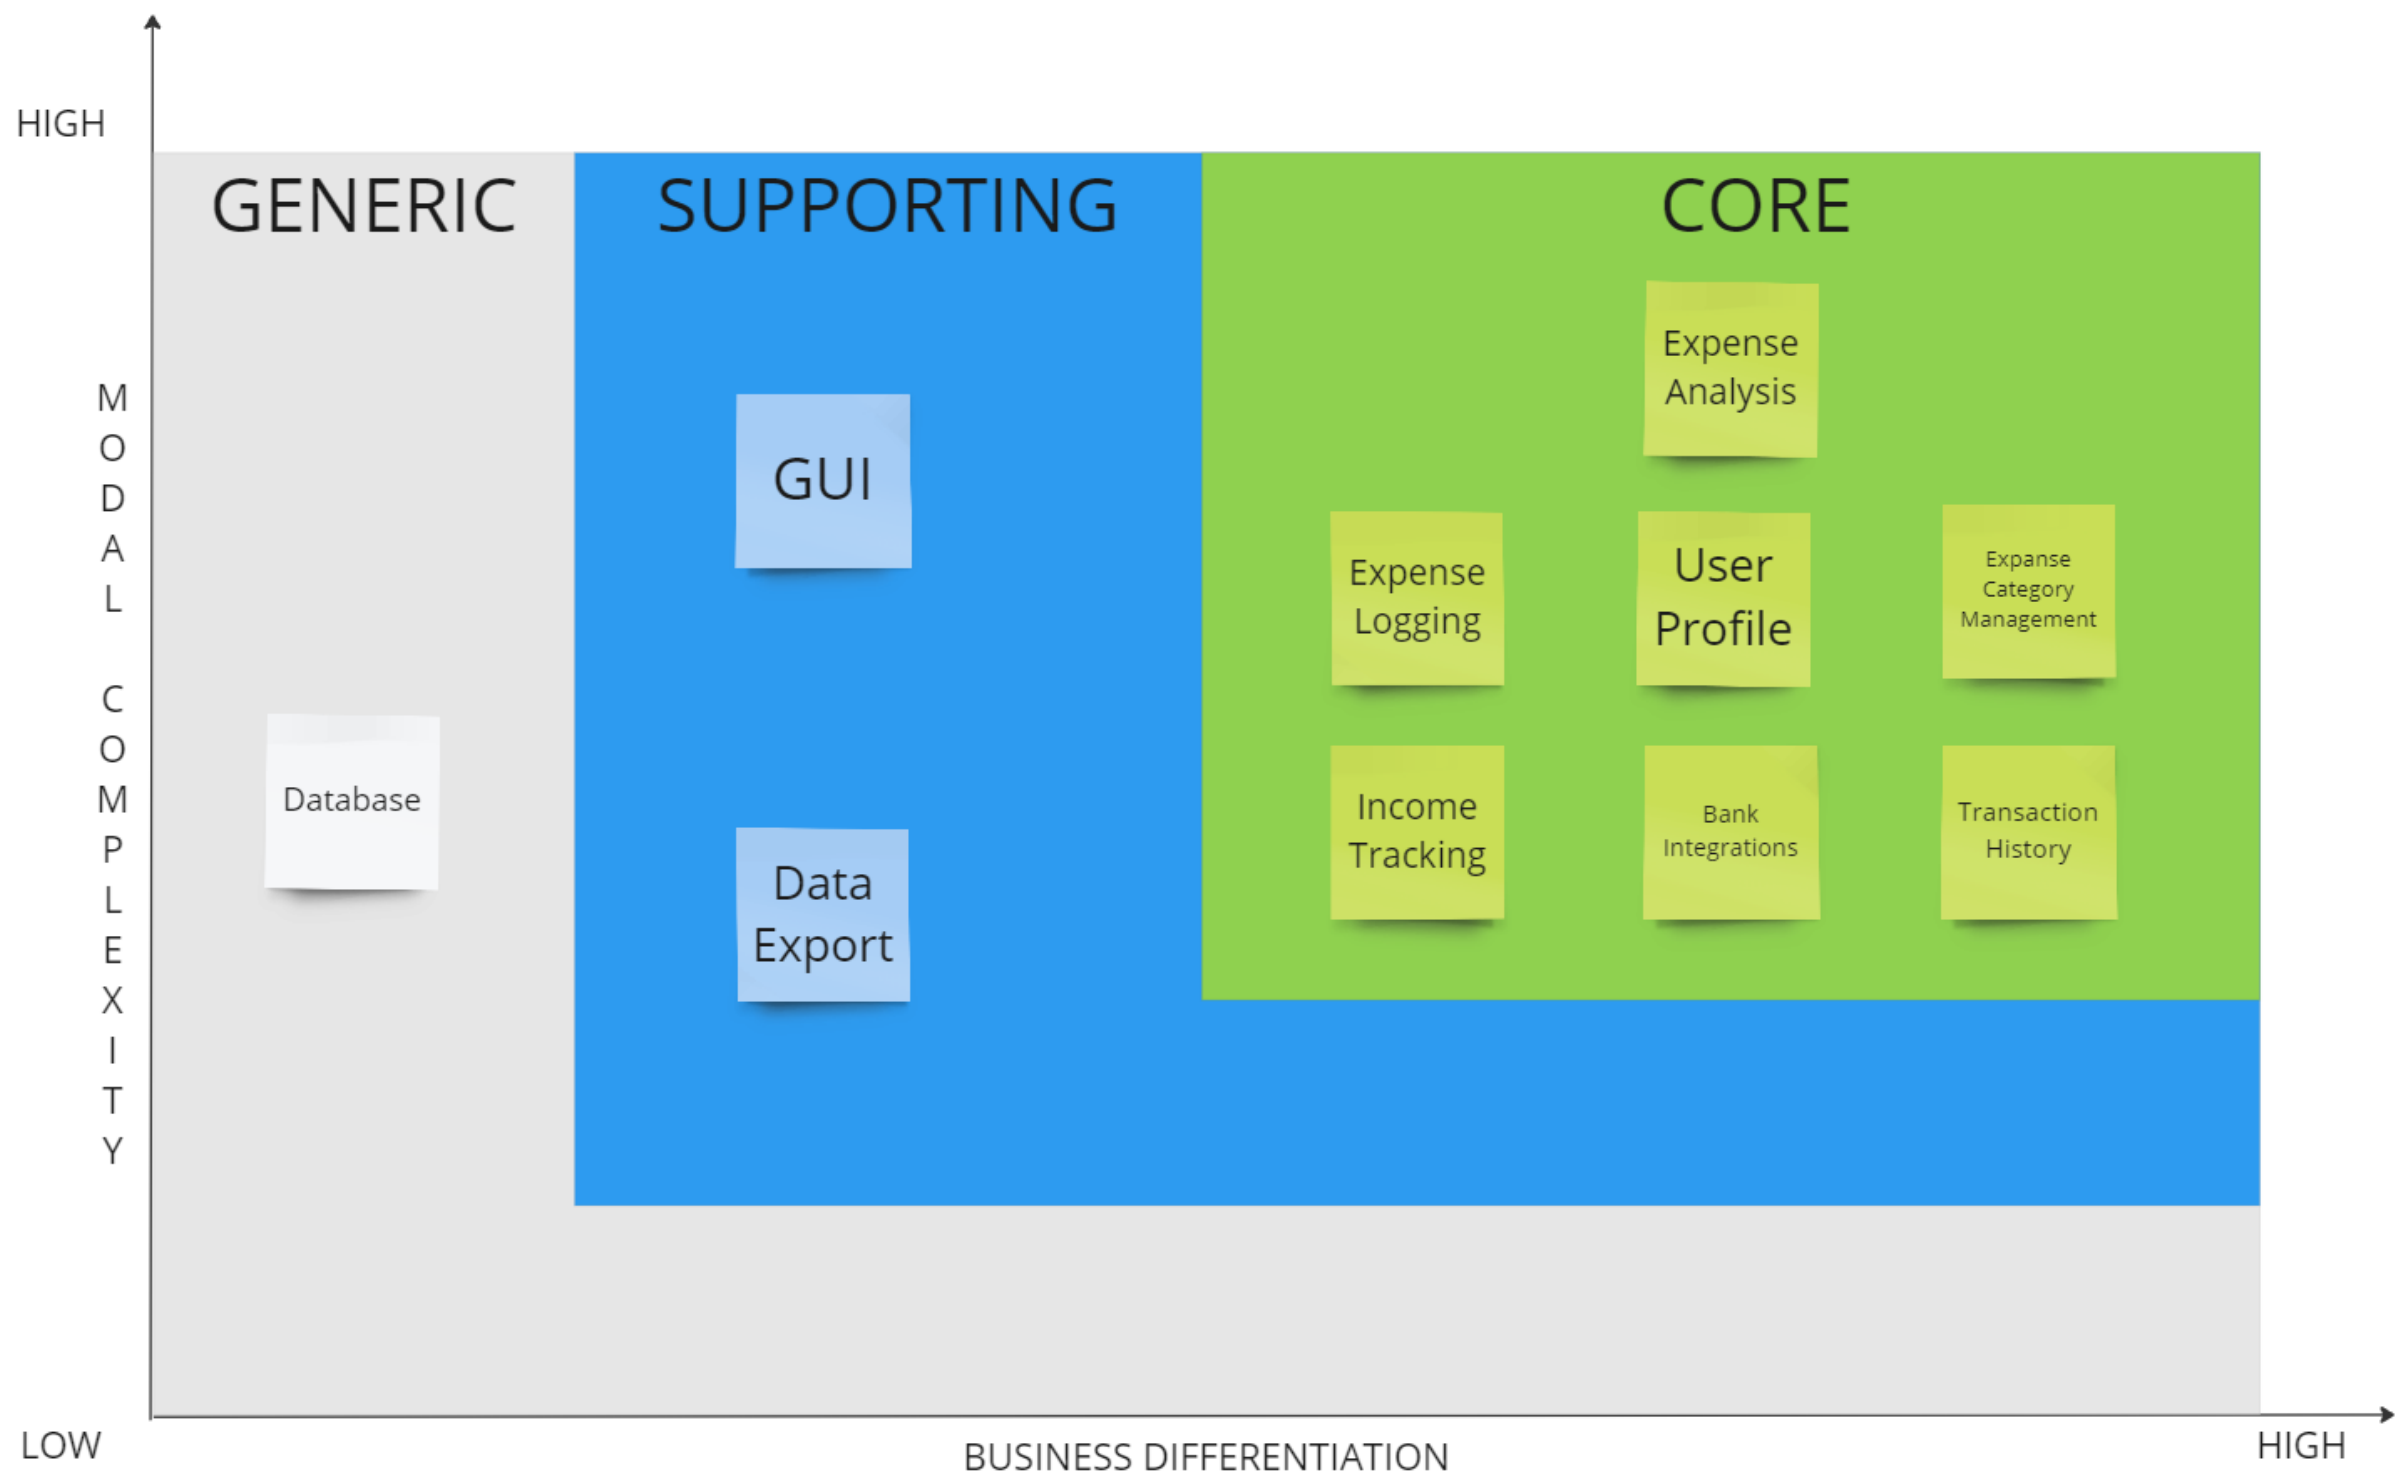 HIGH
GENERIC
SUPPORTING
CORE
Expense
Analysis
GUI
Expense
Logging
User
Profile
Expanse
Category
Management
Database
Income
Tracking
Bank
Integrations
Transaction
History
Data
Export
M
O
D
A
L
C
O
M
P
L
E
X
I
T
Y
LOW
BUSINESS DIFFERENTIATION
HIGH